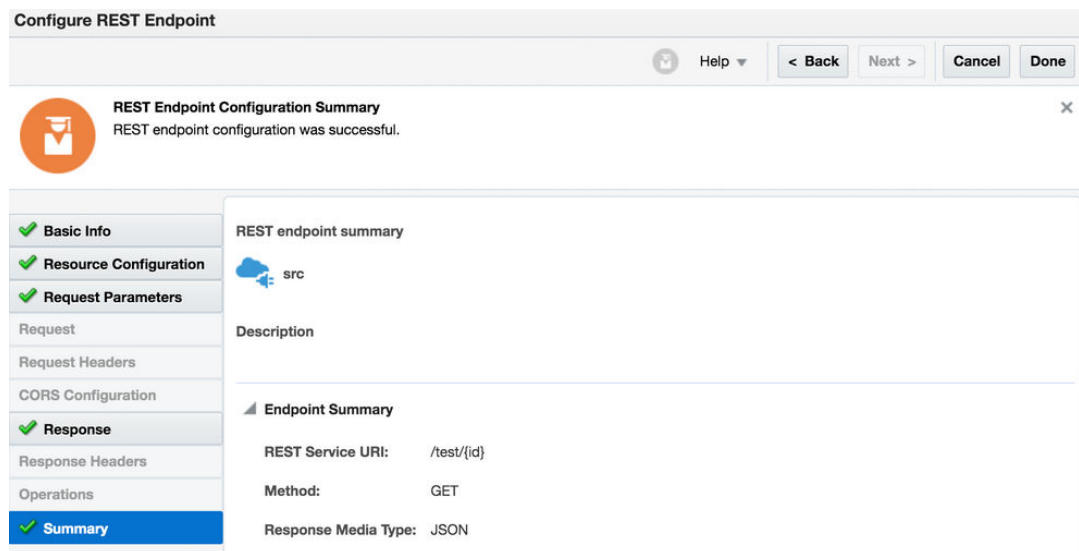 Configure REST Endpoint
Help
< Back
Next >
Cancel
Done
REST Endpoint Configuration Summary
REST endpoint configuration was successful.
Basic Info
Resource Configuration
Request Parameters
Request
Request Headers
CORS Configuration
Response
Response Headers
Operations
Summary
REST endpoint summary
src
Description
Endpoint Summary
REST Service URI: /test/{id}
Method: GET
Response Media Type: JSON